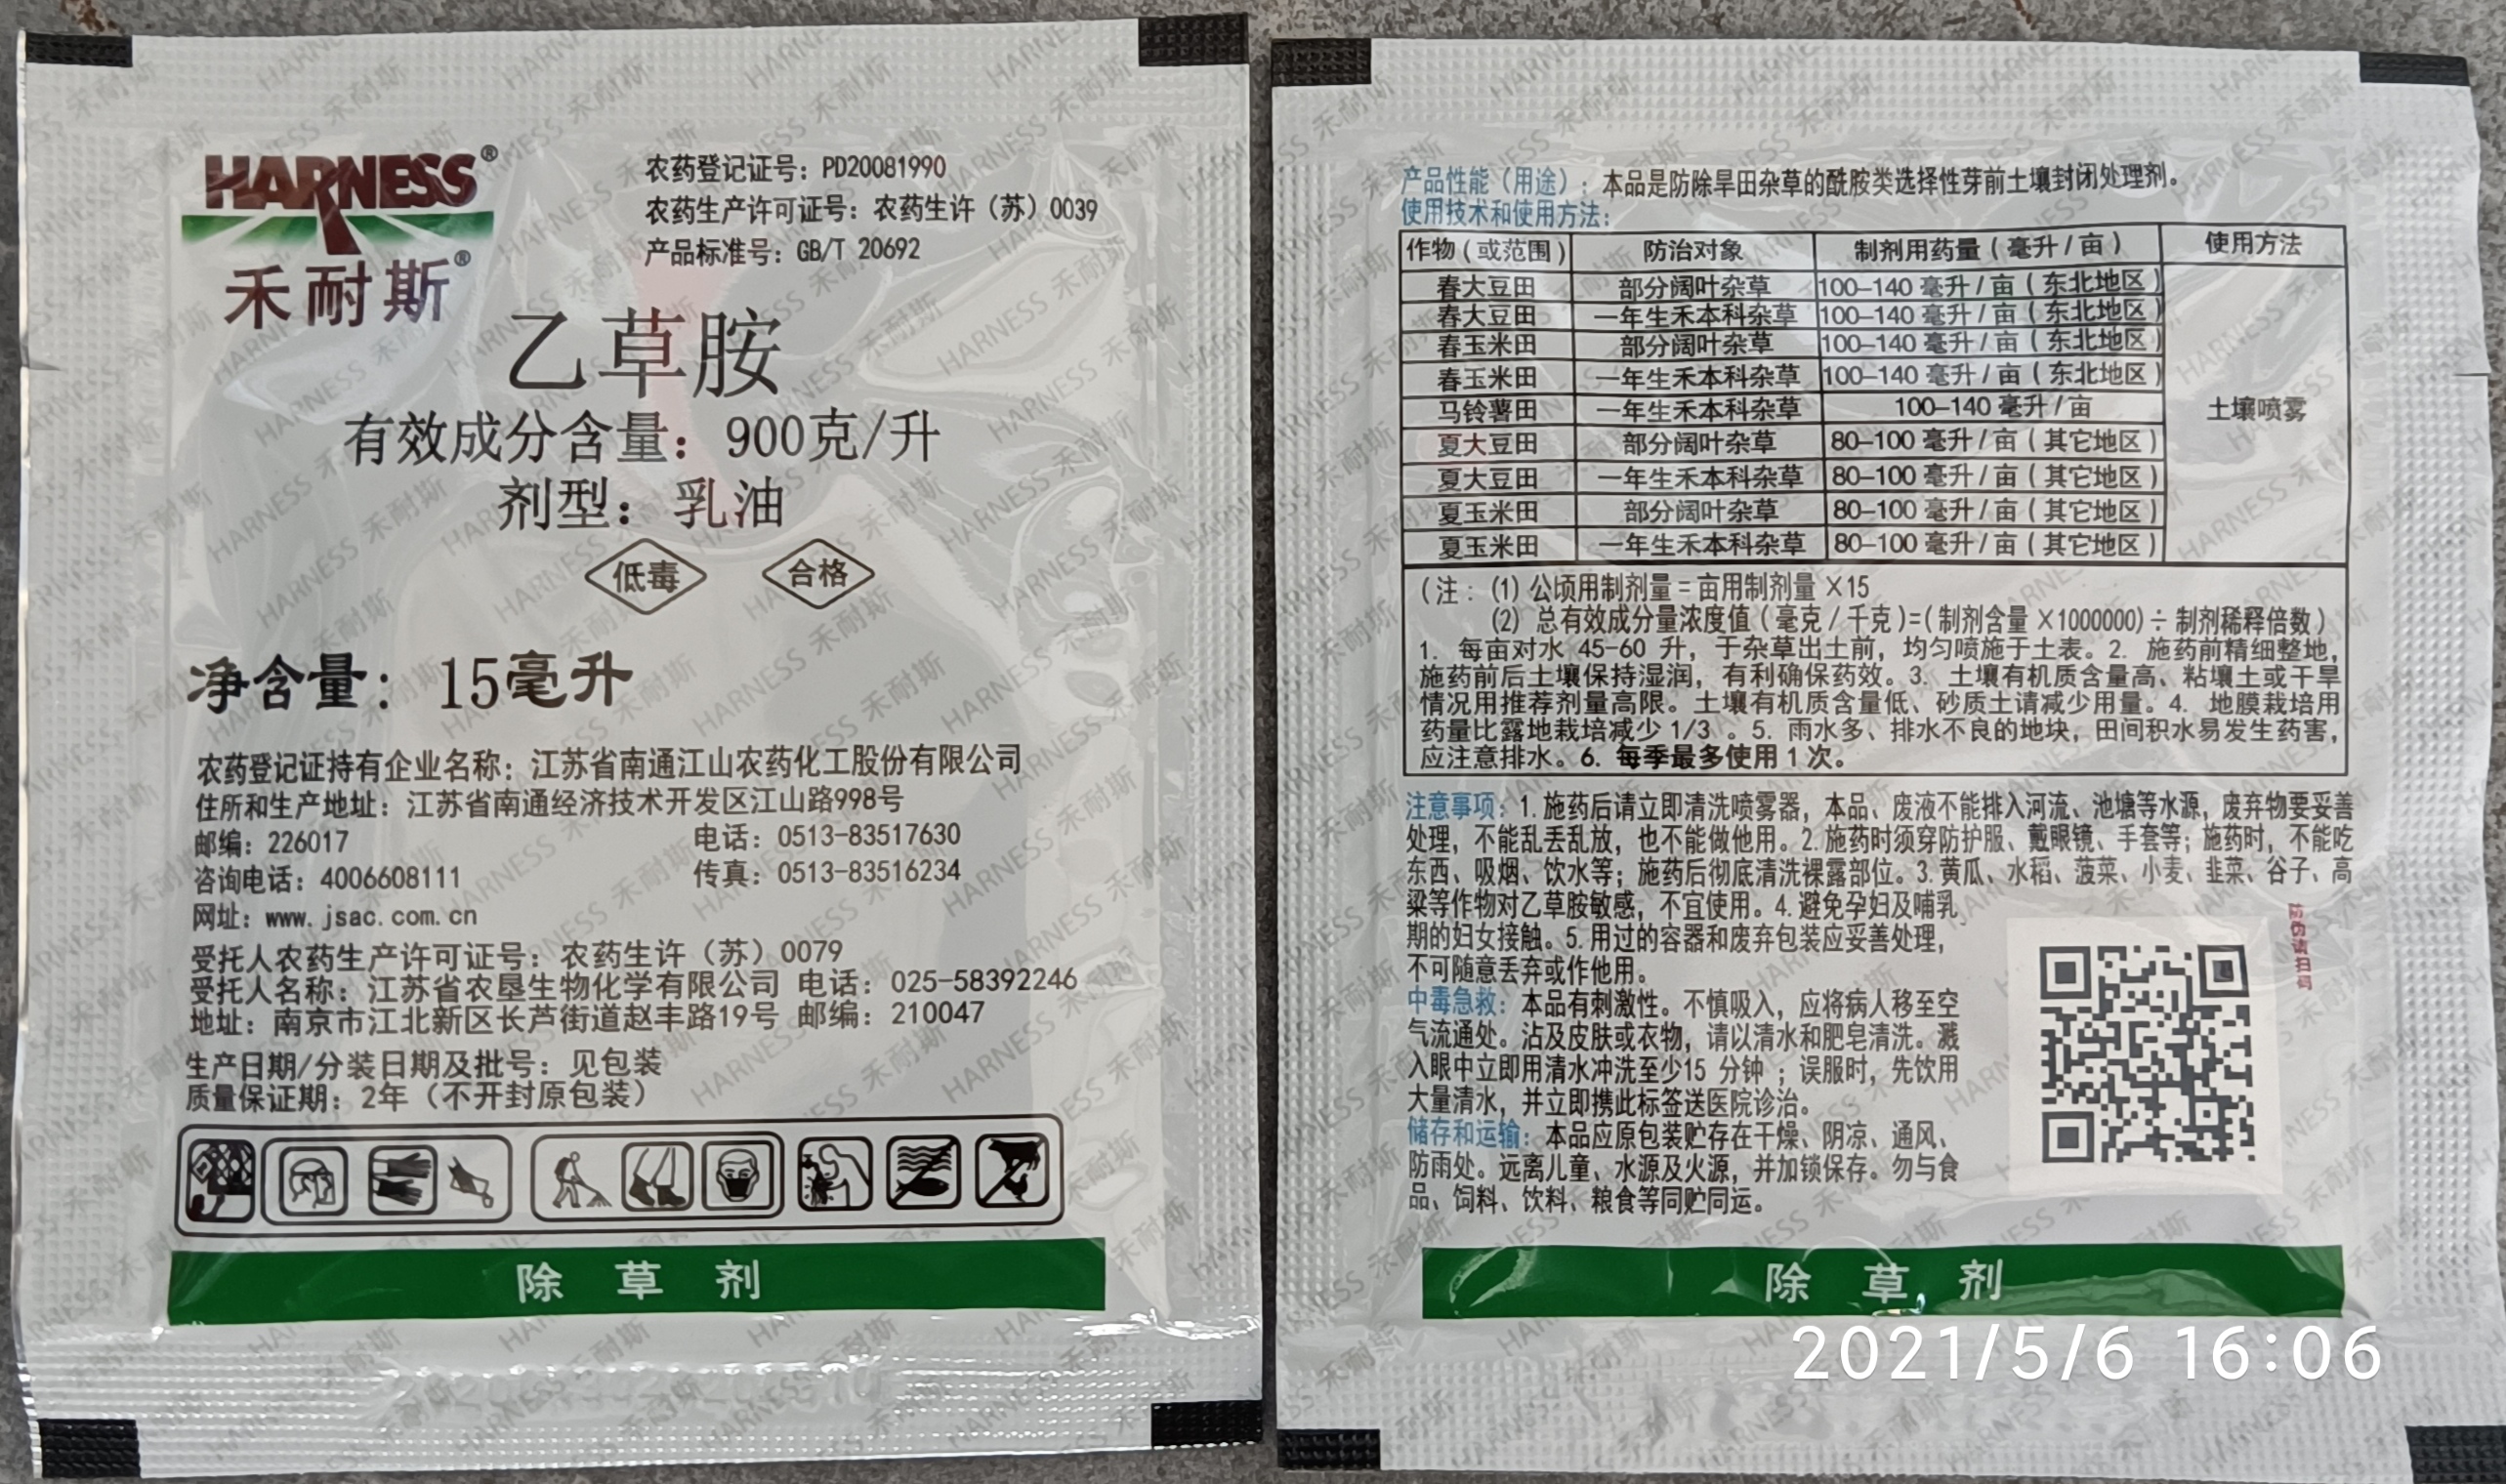 HARNESS®
禾耐斯®
农药登记证号：PD20081990
农药生产许可证号：农药生许（苏）0039
产品标准号：GB/T 20692
乙草胺
有效成分含量：900克/升
剂型：乳油
低毒 合格
净含量：15毫升
农药登记证持有企业名称：江苏省南通江山农药化工股份有限公司
住所和生产地址：江苏省南通经济技术开发区江山路998号
邮编：226017 电话：0513-83517630
咨询电话：4006608111 传真：0513-83516234
网址：www.jsac.com.cn
受托人农药生产许可证号：农药生许（苏）0079
受托人名称：江苏省农垦生物化学有限公司 电话：025-58392246
地址：南京市江北新区长芦街道赵丰路19号 邮编：210047
生产日期/分装日期及批号：见包装
质量保证期：2年（不开封原包装）
除草剂
产品性能（用途）：本品是防除旱田杂草的酰胺类选择性芽前土壤封闭处理剂。
使用技术和使用方法：
作物（或范围） 防治对象 制剂用药量（毫升/亩） 使用方法
春大豆田 部分阔叶杂草 100-140 毫升/亩（东北地区）
春大豆田 一年生禾本科杂草 100-140 毫升/亩（东北地区）
春玉米田 部分阔叶杂草 100-140 毫升/亩（东北地区）
春玉米田 一年生禾本科杂草 100-140 毫升/亩（东北地区）
马铃薯田 一年生禾本科杂草 100-140 毫升/亩 土壤喷雾
夏大豆田 部分阔叶杂草 80-100 毫升/亩（其它地区）
夏大豆田 一年生禾本科杂草 80-100 毫升/亩（其它地区）
夏玉米田 部分阔叶杂草 80-100 毫升/亩（其它地区）
夏玉米田 一年生禾本科杂草 80-100 毫升/亩（其它地区）
（注：(1) 公顷用制剂量=亩用制剂量 ×15
(2) 总有效成分量浓度值（毫克/千克）=（制剂含量 ×1000000）÷ 制剂稀释倍数）
1. 每亩对水 45-60 升，于杂草出土前，均匀喷施于土表。2. 施药前精细整地，
施药前后土壤保持湿润，有利确保药效。3. 土壤有机质含量高、粘壤土或干旱
情况用推荐剂量高限。土壤有机质含量低、砂质土请减少用量。4. 地膜栽培用
药量比露地栽培减少 1/3 。5. 雨水多、排水不良的地块，田间积水易发生药害，
应注意排水。6. 每季最多使用 1 次。
注意事项：1.施药后请立即清洗喷雾器，本品、废液不能排入河流、池塘等水源，废弃物要妥善
处理，不能乱丢乱放，也不能做他用。2.施药时须穿防护服、戴眼镜、手套等；施药时，不能吃
东西、吸烟、饮水等；施药后彻底清洗裸露部位。3.黄瓜、水稻、菠菜、小麦、韭菜、谷子、高
粱等作物对乙草胺敏感，不宜使用。4.避免孕妇及哺乳
期的妇女接触。5.用过的容器和废弃包装应妥善处理，
不可随意丢弃或作他用。
中毒急救：本品有刺激性。不慎吸入，应将病人移至空
气流通处。沾及皮肤或衣物，请以清水和肥皂清洗。溅
入眼中立即用清水冲洗至少15 分钟；误服时，先饮用
大量清水，并立即携此标签送医院诊治。
储存和运输：本品应原包装贮存在干燥、阴凉、通风、
防雨处。远离儿童、水源及火源，并加锁保存。勿与食
品、饲料、饮料、粮食等同贮同运。
防伪请扫码
除草剂
2021/5/6 16:06